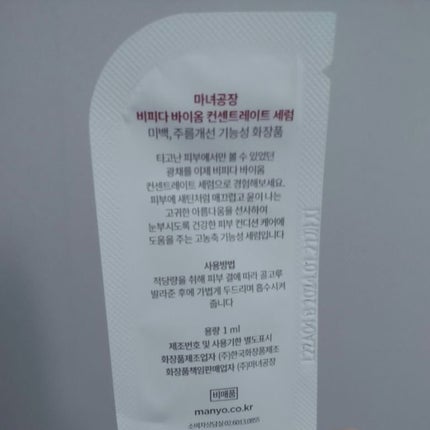 마녀공장
비피다 바이옴 컨센트레이트 세럼
미백, 주름개선 기능성 화장품
타고난 피부에서만 볼 수 있었던
광채를 이제 비피다 바이옴
컨센트레이트 세럼으로 경험해보세요.
피부에 새틴처럼 매끄럽고 윤이 나는
고귀한 아름다움을 선사하여
눈부시도록 건강한 피부 컨디션 케어에
도움을 주는 고농축 기능성 세럼입니다
사용방법
적당량을 취해 피부 결에 따라 골고루
발라준 후에 가볍게 두드리며 흡수시켜
줍니다
용량 1 ml
제조번호 및 사용기한 별도표시
화장품제조업자 (주)한국화장품제조
화장품책임판매업자 (주)마녀공장
비매품
manyo.co.kr
소비자상담실 02.6013.0855